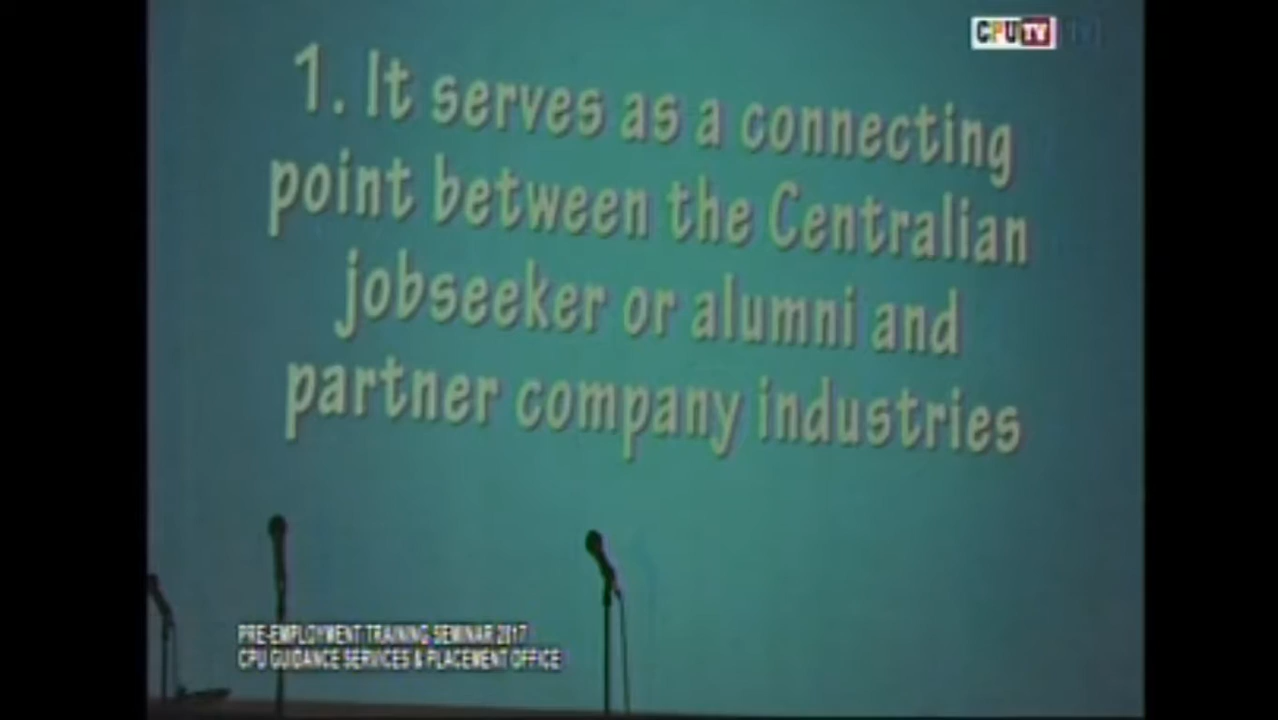 CPU TV
1. It serves as a connecting
point between the Centralian
jobseeker or alumni and
partner company industries
PRE-EMPLOYMENT TRAINING SEMINAR 2017
CPU GUIDANCE SERVICES & PLACEMENT OFFICE